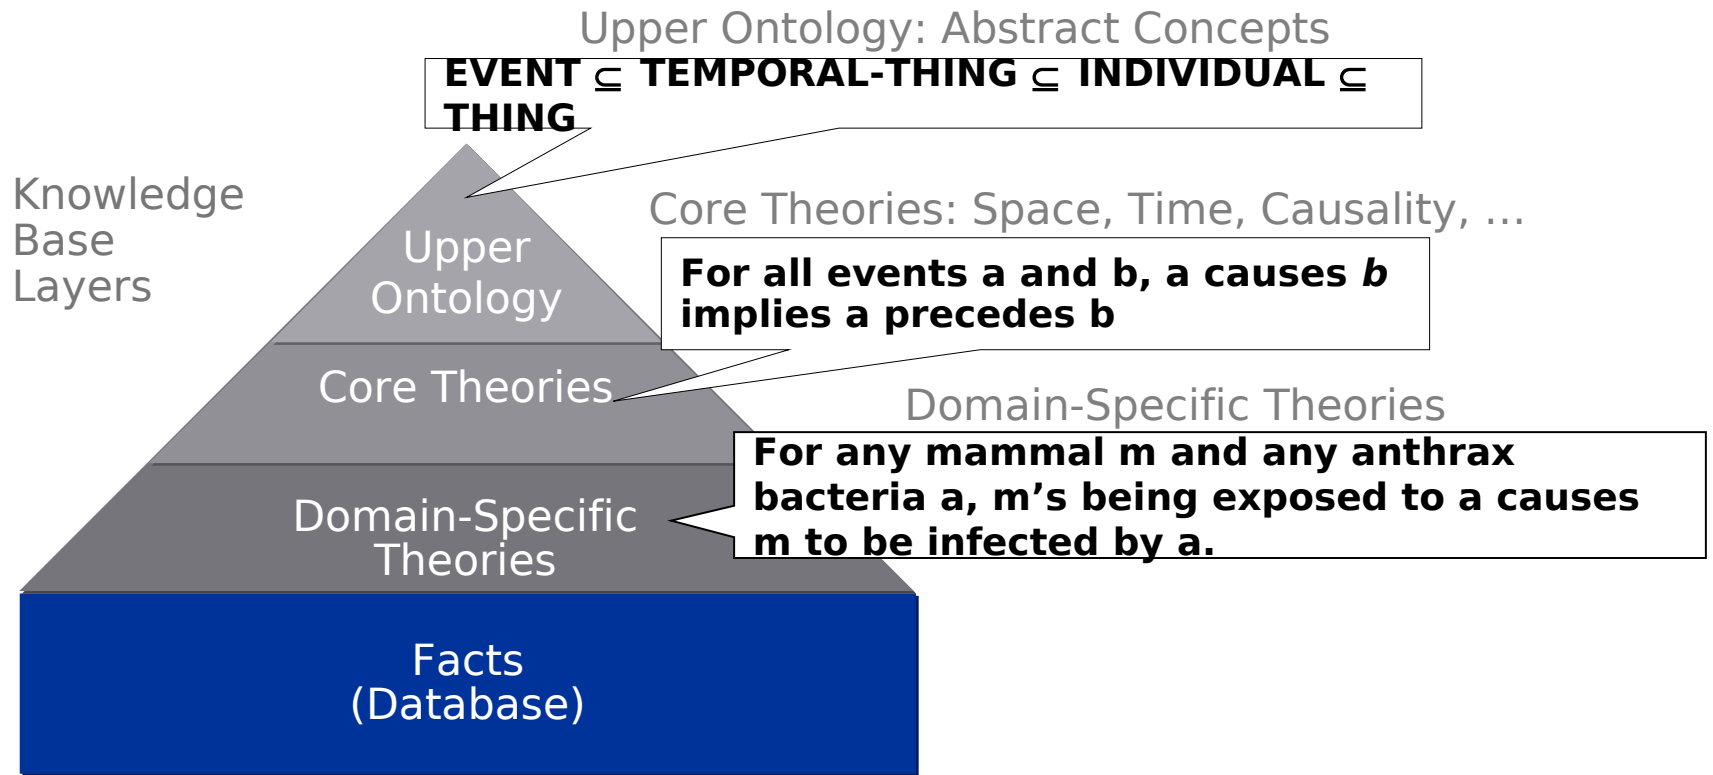 Upper Ontology: Abstract Concepts
EVENT ⊆ TEMPORAL-THING ⊆ INDIVIDUAL ⊆
THING
Knowledge
Base
Layers
Upper
Ontology
Core Theories: Space, Time, Causality, …
For all events a and b, a causes b
implies a precedes b
Core Theories
Domain-Specific Theories
For any mammal m and any anthrax
bacteria a, m’s being exposed to a causes
m to be infected by a.
Domain-Specific
Theories
Facts
(Database)